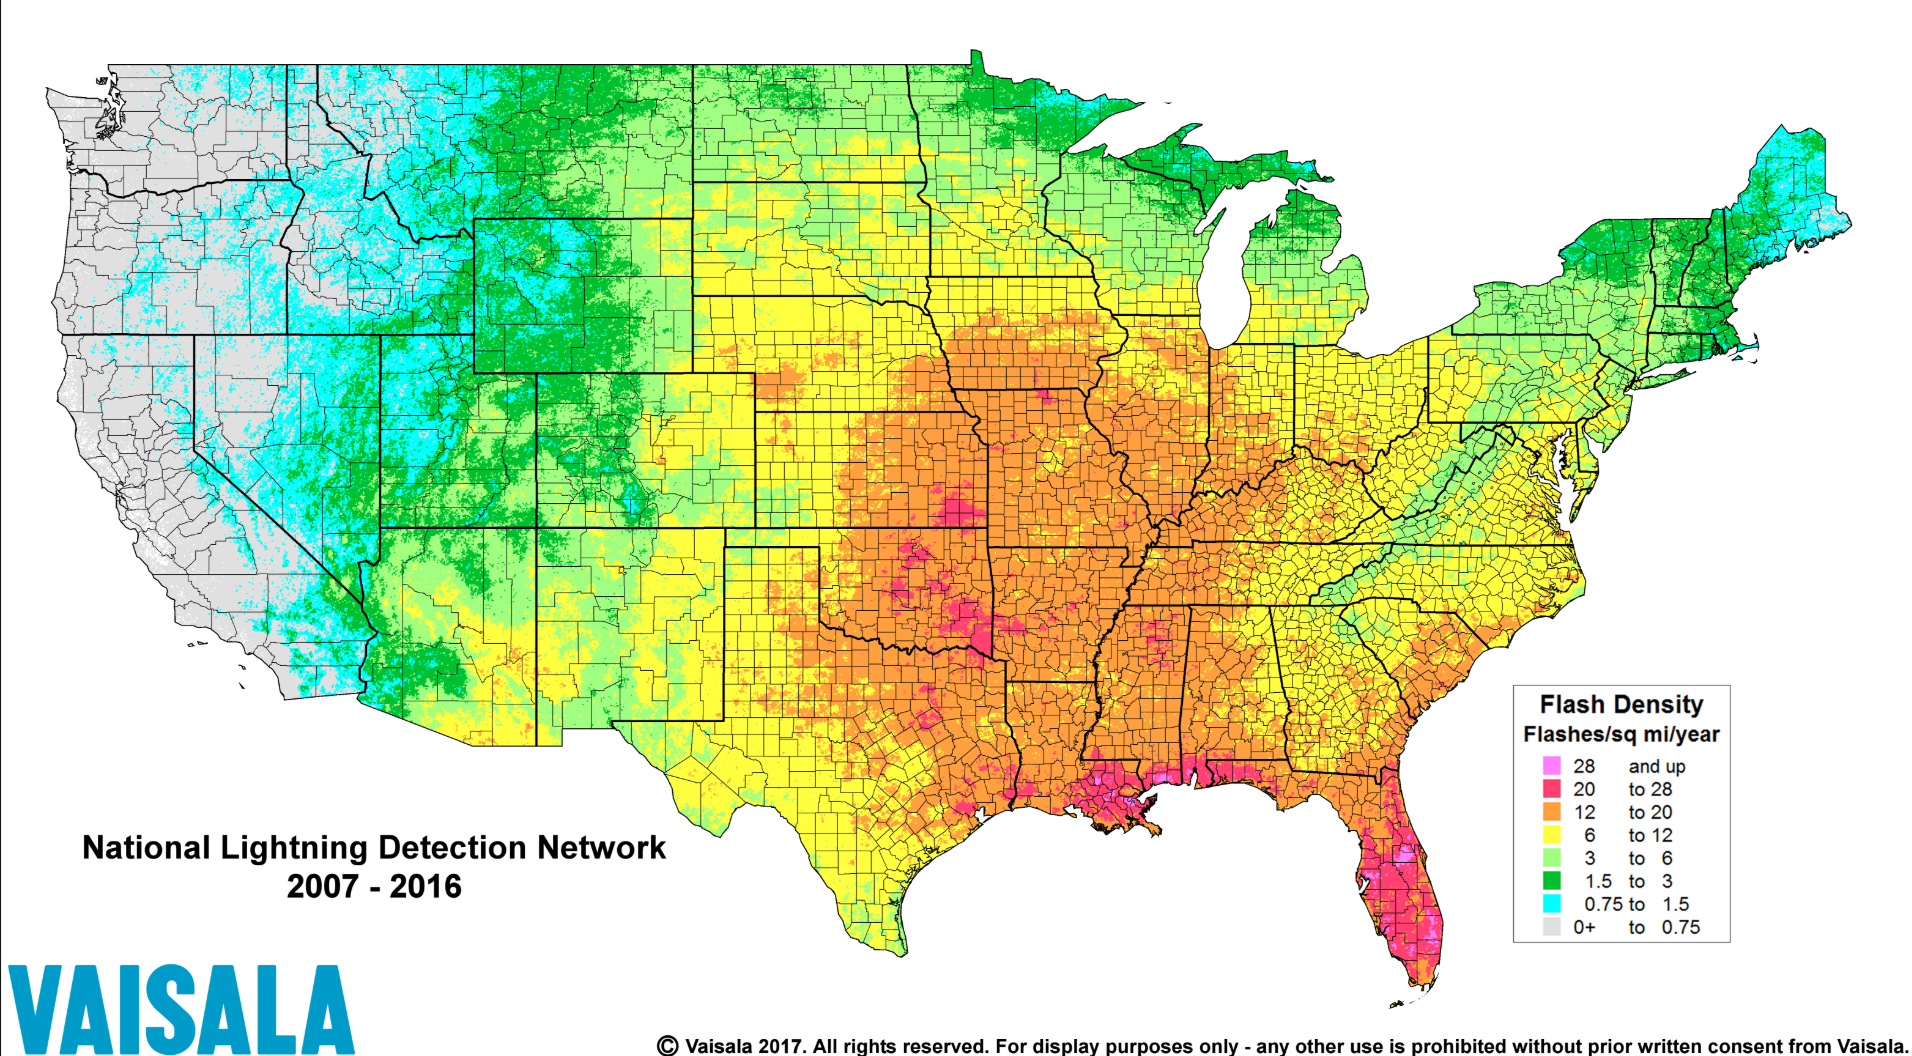 Flash Density
Flashes/sq mi/year
28 and up
20 to 28
12 to 20
6 to 12
3 to 6
1.5 to 3
0.75 to 1.5
0+ to 0.75
National Lightning Detection Network
2007 - 2016
VAISALA
© Vaisala 2017. All rights reserved. For display purposes only - any other use is prohibited without prior written consent from Vaisala.